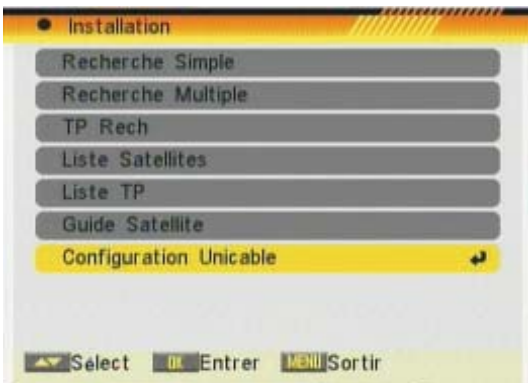 Installation
Recherche Simple
Recherche Multiple
TP Rech
Liste Satellites
Liste TP
Guide Satellite
Configuration Unicable
Sélect OK Entrer MENU Sortir